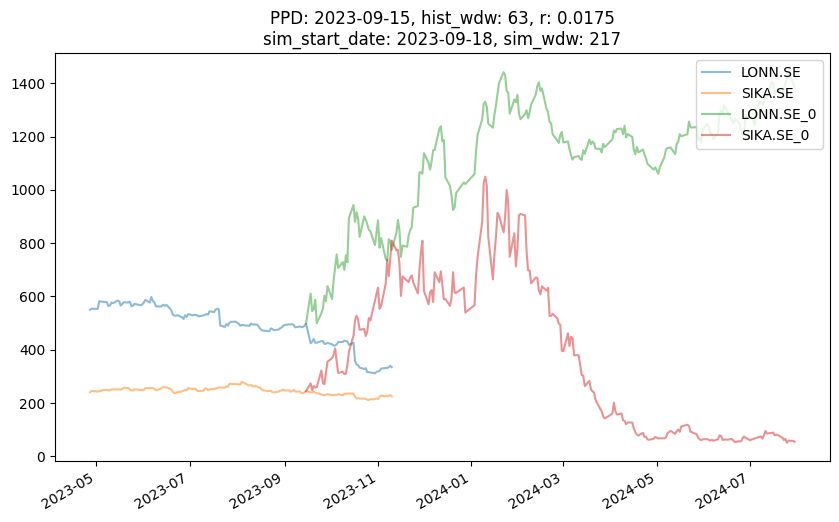 PPD: 2023-09-15, hist_wdw: 63, r: 0.0175
sim_start_date: 2023-09-18, sim_wdw: 217
LONN.SE
SIKA.SE
LONN.SE_0
SIKA.SE_0
1400
1200
1000
800
600
400
200
0
2023-05
2023-07
2023-09
2023-11
2024-01
2024-03
2024-05
2024-07